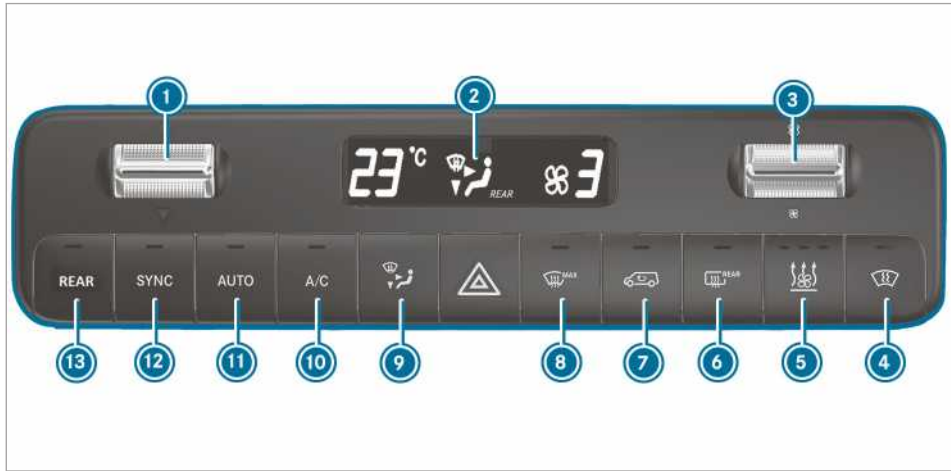 1 2 3
23 °C REAR 3
REAR SYNC AUTO A/C MAX REAR
13 12 11 10 9 8 7 6 5 4